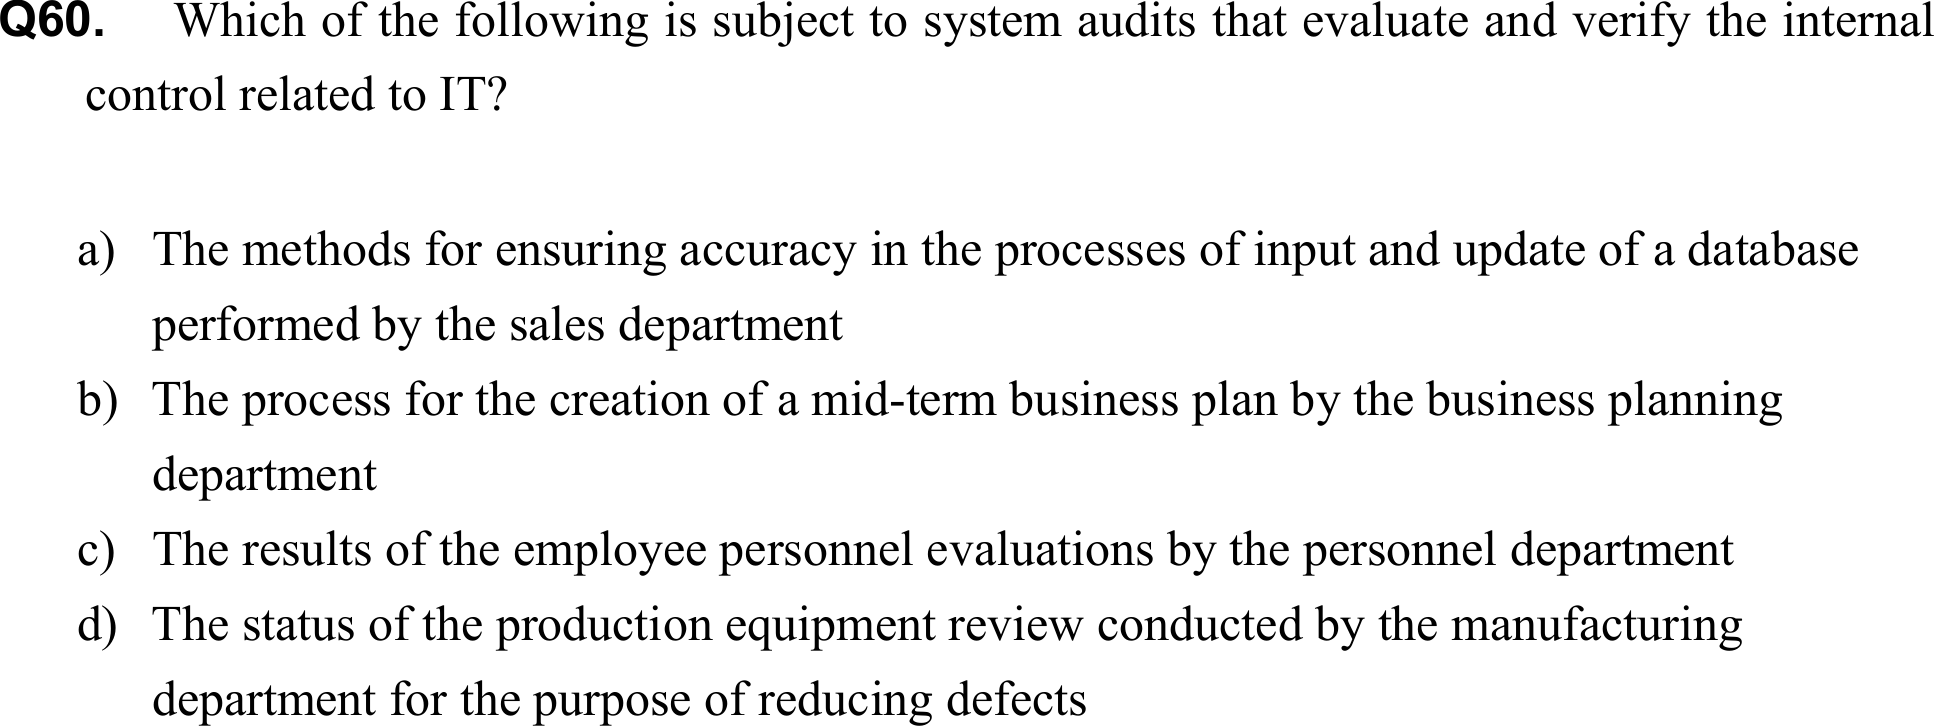 Q60. Which of the following is subject to system audits that evaluate and verify the internal
control related to IT?
a) The methods for ensuring accuracy in the processes of input and update of a database
performed by the sales department
b) The process for the creation of a mid-term business plan by the business planning
department
c) The results of the employee personnel evaluations by the personnel department
d) The status of the production equipment review conducted by the manufacturing
department for the purpose of reducing defects